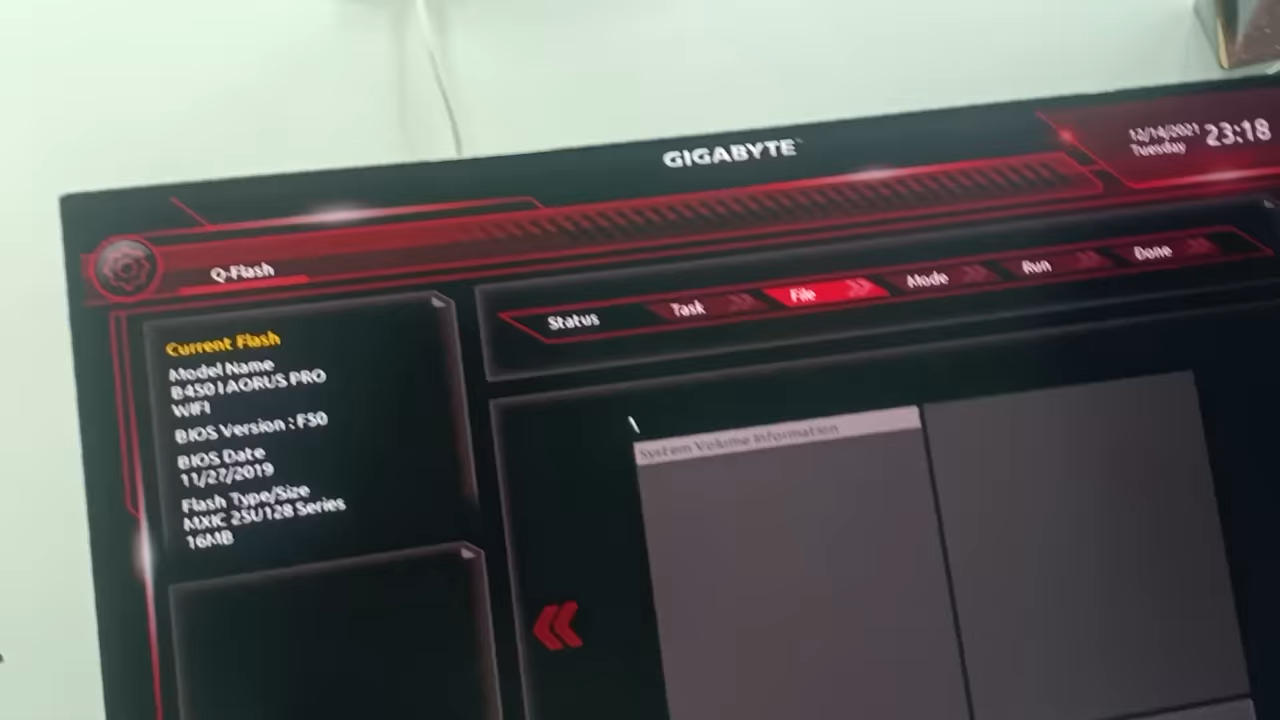 GIGABYTE™
12/14/2021
Tuesday
23:18
Q-Flash
Status
Task
File
Mode
Run
Done
Current Flash
Model Name
B450 I AORUS PRO
WIFI
BIOS Version : F50
BIOS Date
11/27/2019
Flash Type/Size
MXIC 25U128 Series
16MB
System Volume Information